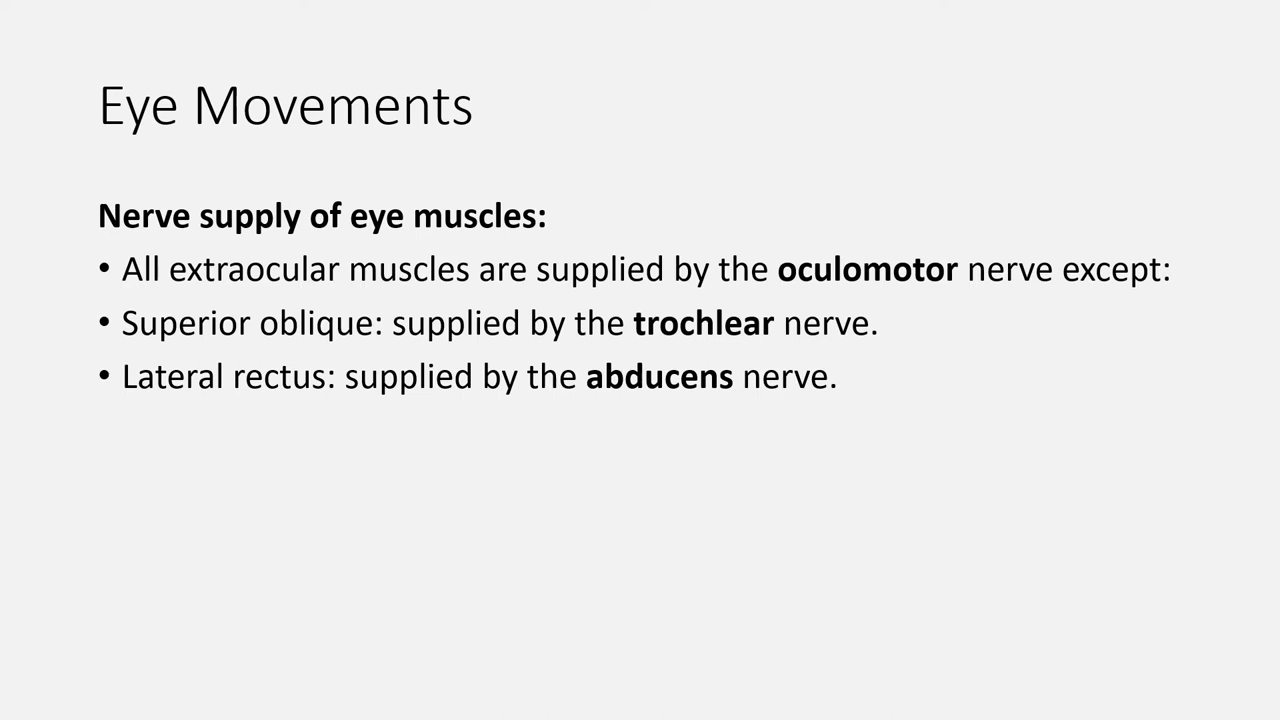 Eye Movements
Nerve supply of eye muscles:
• All extraocular muscles are supplied by the oculomotor nerve except:
• Superior oblique: supplied by the trochlear nerve.
• Lateral rectus: supplied by the abducens nerve.